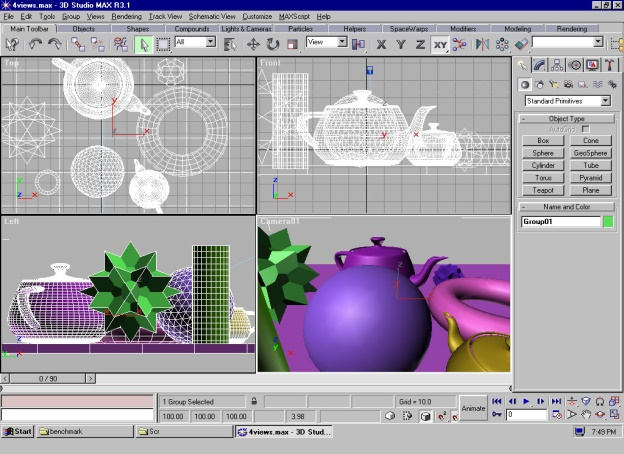 4views.max - 3D Studio MAX R3.1
File Edit Tools Group Views Rendering Track View Schematic View Customize MAXScript Help
Main Toolbar Objects Shapes Compounds Lights & Cameras Particles Helpers SpaceWarps Modifiers Modeling Rendering
All View X Y Z XY
Top Front
Standard Primitives
Object Type
AutoGrid
Box Cone
Sphere GeoSphere
Cylinder Tube
Torus Pyramid
Teapot Plane
Name and Color
Group01
Left Camera01
0 / 90
1 Group Selected Grid = 10.0
100.00 100.00 100.00 3.98 Animate 0
Start benchmark Scr 4views.max - 3D Stud... 7:49 PM